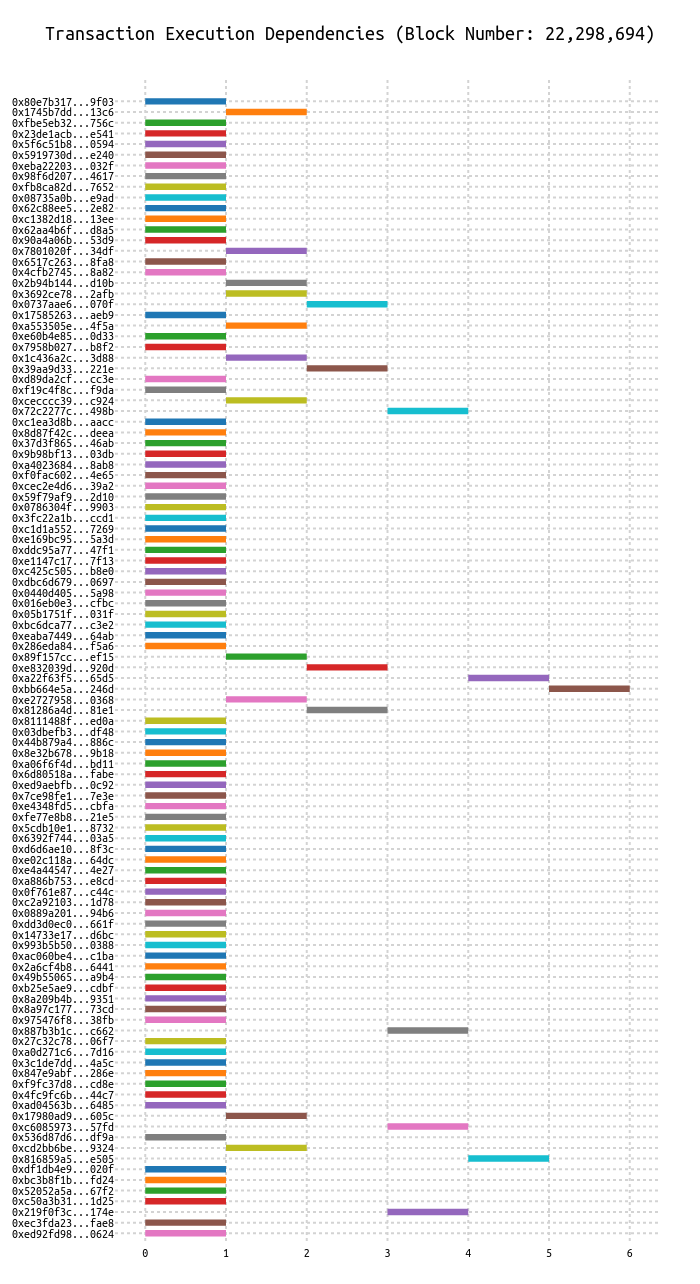 Transaction Execution Dependencies (Block Number: 22,298,694)
0x80e7b317...9f03
0x1745b7dd...13c6
0xfbe5eb32...756c
0x23de1acb...e541
0x5f6c51b8...0594
0x5919730d...e240
0xeba22203...032f
0x98f6d207...4617
0xfb8ca82d...7652
0x08735a0b...e9ad
0x62c88ee5...2e82
0xc1382d18...13ee
0x62aa4b6f...d8a5
0x90a4a06b...53d9
0x7801020f...34df
0x6517c263...8fa8
0x4cfb2745...8a82
0x2b94b144...d10b
0x3692ce78...2afb
0x0737aae6...070f
0x17585263...aeb9
0xa553505e...4f5a
0xe60b4e85...0d33
0x7958b027...b8f2
0x1c436a2c...3d88
0x39aa9d33...221e
0xd89da2cf...cc3e
0xf19c4f8c...f9da
0xcecccc39...c924
0x72c2277c...498b
0xc1ea3d8b...aacc
0x8d87f42c...deea
0x37d3f865...46ab
0x9b98bf13...03db
0xa4023684...8ab8
0xf0fac602...4e65
0xcec2e4d6...39a2
0x59f79af9...2d10
0x0786304f...9903
0x3fc22a1b...ccd1
0xc1d1a552...7269
0xe169bc95...5a3d
0xddc95a77...47f1
0xe1147c17...7f13
0xc425c505...b8e0
0xdbc6d679...0697
0x0440d405...5a98
0x016eb0e3...cfbc
0x05b1751f...031f
0xbc6dca77...c3e2
0xeaba7449...64ab
0x286eda84...f5a6
0x89f157cc...ef15
0xe832039d...920d
0xa22f63f5...65d5
0xbb664e5a...246d
0xe2727958...0368
0x81286a4d...81e1
0x8111488f...ed0a
0x03dbefb3...df48
0x44b879a4...886c
0x8e32b678...9b18
0xa06f6f4d...bd11
0x6d80518a...fabe
0xed9aebfb...0c92
0x7ce98fe1...7e3e
0xe4348fd5...cbfa
0xfe77e8b8...21e5
0x5cdb10e1...8732
0x6392f744...03a5
0xd6d6ae10...8f3c
0xe02c118a...64dc
0xe4a44547...4e27
0xa886b753...e8cd
0x0f761e87...c44c
0xc2a92103...1d78
0x0889a201...94b6
0xdd3d0ec0...661f
0x14733e17...d6bc
0x993b5b50...0388
0xac060be4...c1ba
0x2a6cf4b8...6441
0x49b55065...a9b4
0xb25e5ae9...cdbf
0x8a209b4b...9351
0x8a97c177...73cd
0x975476f8...38fb
0x887b3b1c...c662
0x27c32c78...06f7
0xa0d271c6...7d16
0x3c1de7dd...4a5c
0x847e9abf...286e
0xf9fc37d8...cd8e
0x4fc9fc6b...44c7
0xad04563b...6485
0x17980ad9...605c
0xc6085973...57fd
0x536d87d6...df9a
0xcd2bb6be...9324
0x816859a5...e505
0xdf1db4e9...020f
0xbc3b8f1b...fd24
0x52052a5a...67f2
0xc50a3b31...1d25
0x219f0f3c...174e
0xec3fda23...fae8
0xed92fd98...0624
0 1 2 3 4 5 6